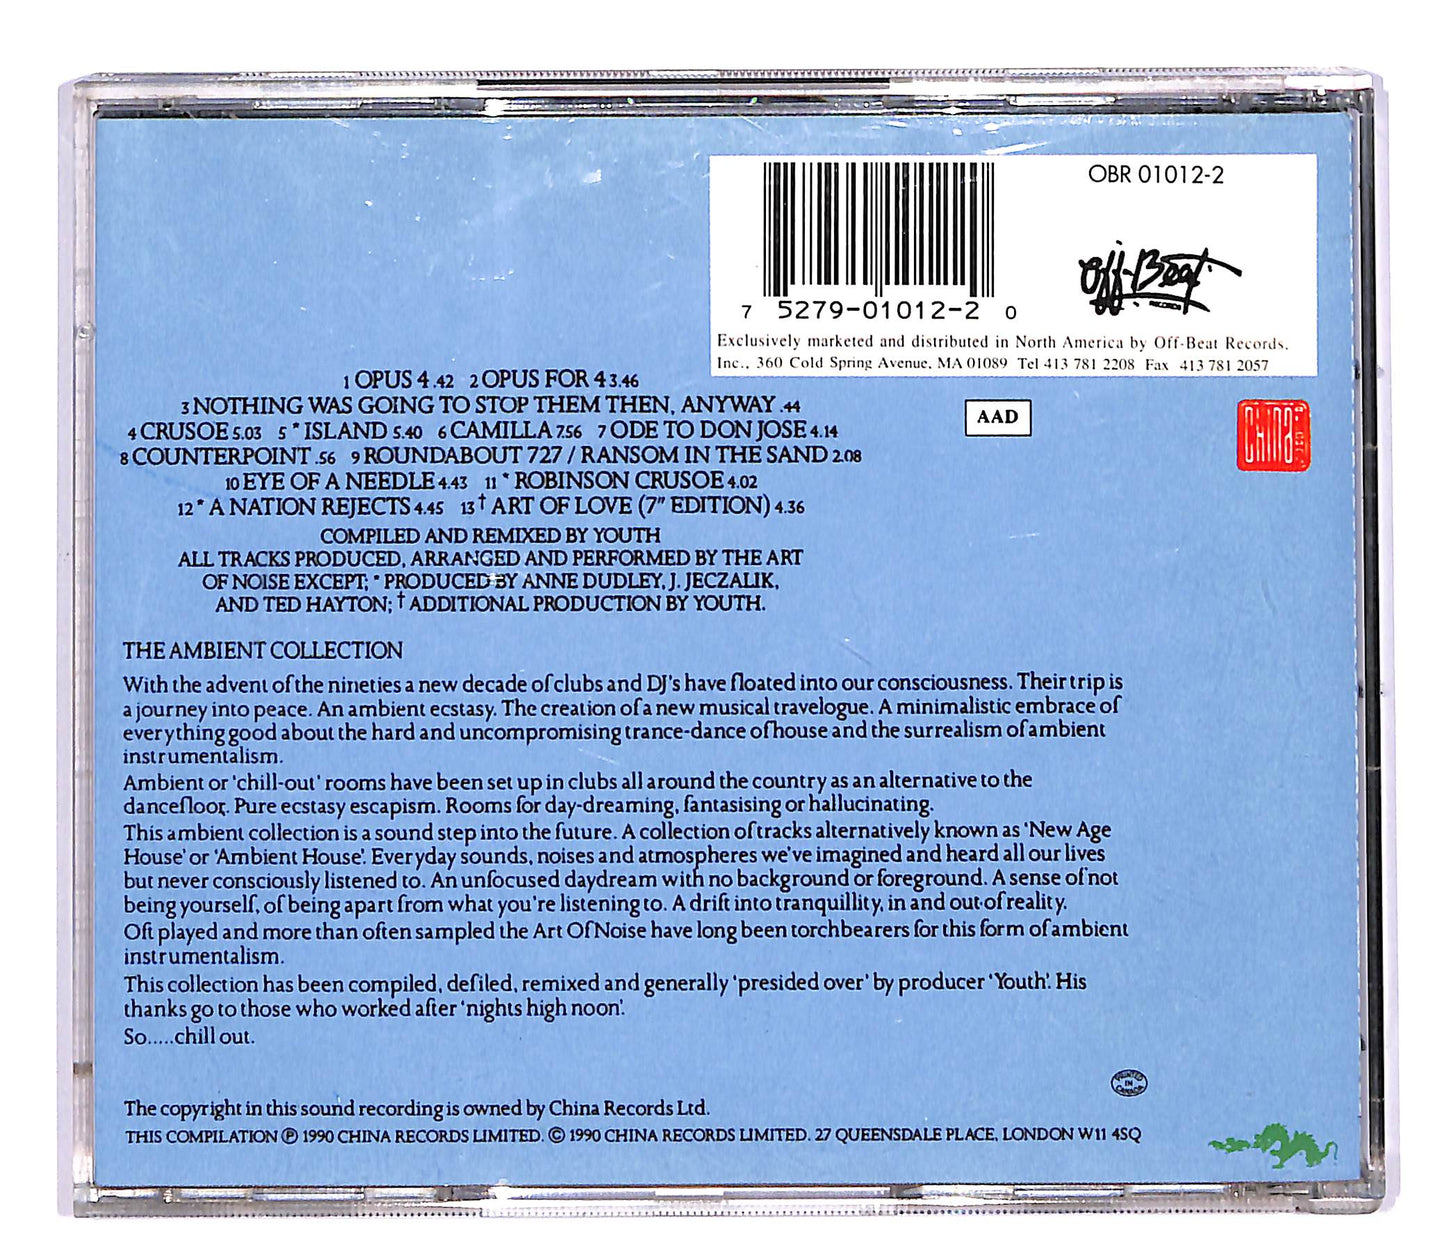 OBR 01012-2
Off-Beat
RECORDS
7 5279-01012-2 0
Exclusively marketed and distributed in North America by Off-Beat Records,
Inc., 360 Cold Spring Avenue, MA 01089 Tel 413 781 2208 Fax 413 781 2057
1 OPUS 4 .42 2 OPUS FOR 4 3.46
3 NOTHING WAS GOING TO STOP THEM THEN, ANYWAY .44
4 CRUSOE 5.03 5 * ISLAND 5.40 6 CAMILLA 7.56 7 ODE TO DON JOSE 4.14
8 COUNTERPOINT .56 9 ROUNDABOUT 727 / RANSOM IN THE SAND 2.08
10 EYE OF A NEEDLE 4.43 11 * ROBINSON CRUSOE 4.02
12 * A NATION REJECTS 4.45 13 † ART OF LOVE (7" EDITION) 4.36
AAD
china
COMPILED AND REMIXED BY YOUTH
ALL TRACKS PRODUCED, ARRANGED AND PERFORMED BY THE ART
OF NOISE EXCEPT; * PRODUCED BY ANNE DUDLEY, J. JECZALIK,
AND TED HAYTON; † ADDITIONAL PRODUCTION BY YOUTH.
THE AMBIENT COLLECTION
With the advent of the nineties a new decade of clubs and DJ's have floated into our consciousness. Their trip is
a journey into peace. An ambient ecstasy. The creation of a new musical travelogue. A minimalistic embrace of
everything good about the hard and uncompromising trance-dance of house and the surrealism of ambient
instrumentalism.
Ambient or 'chill-out' rooms have been set up in clubs all around the country as an alternative to the
dancefloor. Pure ecstasy escapism. Rooms for day-dreaming, fantasising or hallucinating.
This ambient collection is a sound step into the future. A collection of tracks alternatively known as 'New Age
House' or 'Ambient House'. Everyday sounds, noises and atmospheres we've imagined and heard all our lives
but never consciously listened to. An unfocused daydream with no background or foreground. A sense of not
being yourself, of being apart from what you're listening to. A drift into tranquillity, in and out of reality.
Oft played and more than often sampled the Art Of Noise have long been torchbearers for this form of ambient
instrumentalism.
This collection has been compiled, defiled, remixed and generally 'presided over' by producer 'Youth'. His
thanks go to those who worked after 'nights high noon'.
So.....chill out.
PRINTED
IN
CANADA
The copyright in this sound recording is owned by China Records Ltd.
THIS COMPILATION ℗ 1990 CHINA RECORDS LIMITED. © 1990 CHINA RECORDS LIMITED. 27 QUEENSDALE PLACE, LONDON W11 4SQ